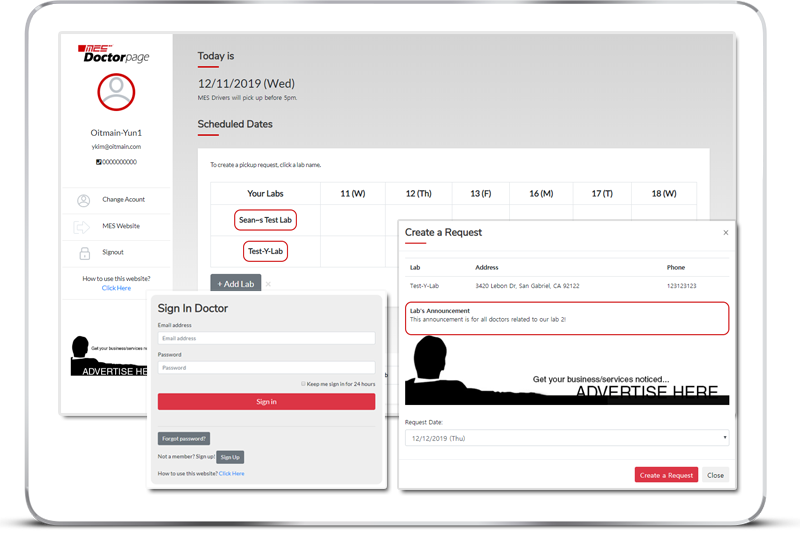 MES
Doctorpage
Oitmain-Yun1
ykim@oitmain.com
0000000000
Change Acount
MES Website
Signout
How to use this website?
Click Here
Get your business/services no
ADVERTISE HE
Today is
12/11/2019 (Wed)
MES Drivers will pick up before 5pm.
Scheduled Dates
To create a pickup request, click a lab name.
Your Labs 11 (W) 12 (Th) 13 (F) 16 (M) 17 (T) 18 (W)
Sean~s Test Lab
Test-Y-Lab
+ Add Lab ×
Sign In Doctor
Email address
Email address
Password
Password
Keep me sign in for 24 hours
Sign in
Forgot password?
Not a member? Sign up! Sign Up
How to use this website? Click Here
Create a Request ×
Lab Address Phone
Test-Y-Lab 3420 Lebon Dr, San Gabriel, CA 92122 123123123
Lab's Announcement
This announcement is for all doctors related to our lab 2!
Get your business/services noticed...
ADVERTISE HERE
Request Date:
12/12/2019 (Thu)
Create a Request Close